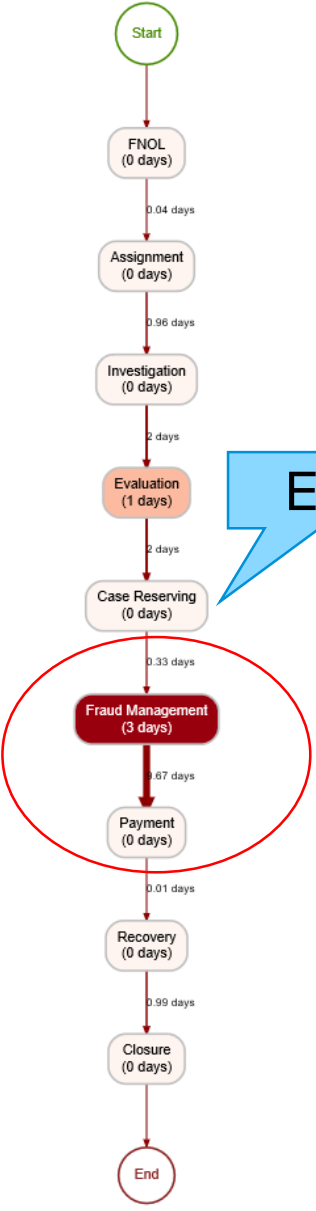 Start
FNOL
(0 days)
0.04 days
Assignment
(0 days)
0.96 days
Investigation
(0 days)
2 days
Evaluation
(1 days)
2 days
E
Case Reserving
(0 days)
0.33 days
Fraud Management
(3 days)
9.67 days
Payment
(0 days)
0.01 days
Recovery
(0 days)
0.99 days
Closure
(0 days)
End